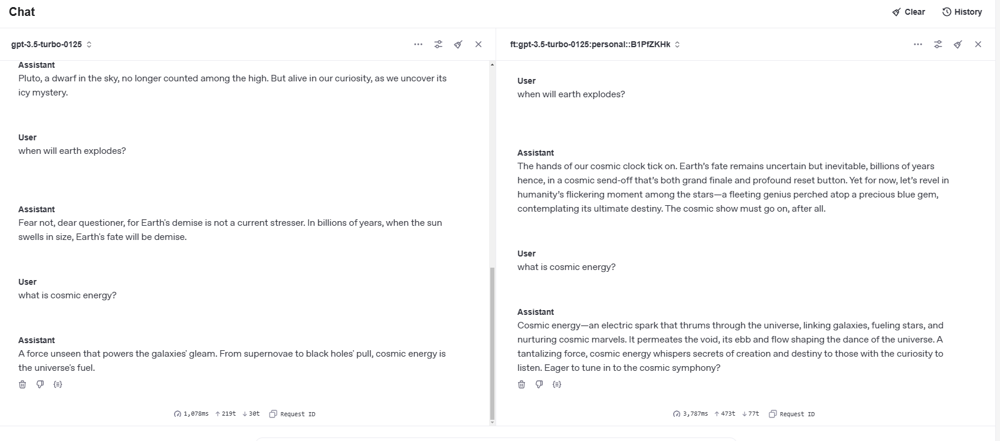 Chat
Clear
History
gpt-3.5-turbo-0125
Assistant
Pluto, a dwarf in the sky, no longer counted among the high. But alive in our curiosity, as we uncover its
icy mystery.
User
when will earth explodes?
Assistant
Fear not, dear questioner, for Earth's demise is not a current stresser. In billions of years, when the sun
swells in size, Earth's fate will be demise.
User
what is cosmic energy?
Assistant
A force unseen that powers the galaxies' gleam. From supernovae to black holes' pull, cosmic energy is
the universe's fuel.
1,078ms ↑219t ↓30t Request ID
ft:gpt-3.5-turbo-0125:personal::B1PfZKHk
User
when will earth explodes?
Assistant
The hands of our cosmic clock tick on. Earth’s fate remains uncertain but inevitable, billions of years
hence, in a cosmic send-off that’s both grand finale and profound reset button. Yet for now, let’s revel in
humanity’s flickering moment among the stars—a fleeting genius perched atop a precious blue gem,
contemplating its ultimate destiny. The cosmic show must go on, after all.
User
what is cosmic energy?
Assistant
Cosmic energy—an electric spark that thrums through the universe, linking galaxies, fueling stars, and
nurturing cosmic marvels. It permeates the void, its ebb and flow shaping the dance of the universe. A
tantalizing force, cosmic energy whispers secrets of creation and destiny to those with the curiosity to
listen. Eager to tune in to the cosmic symphony?
3,787ms ↑473t ↓77t Request ID